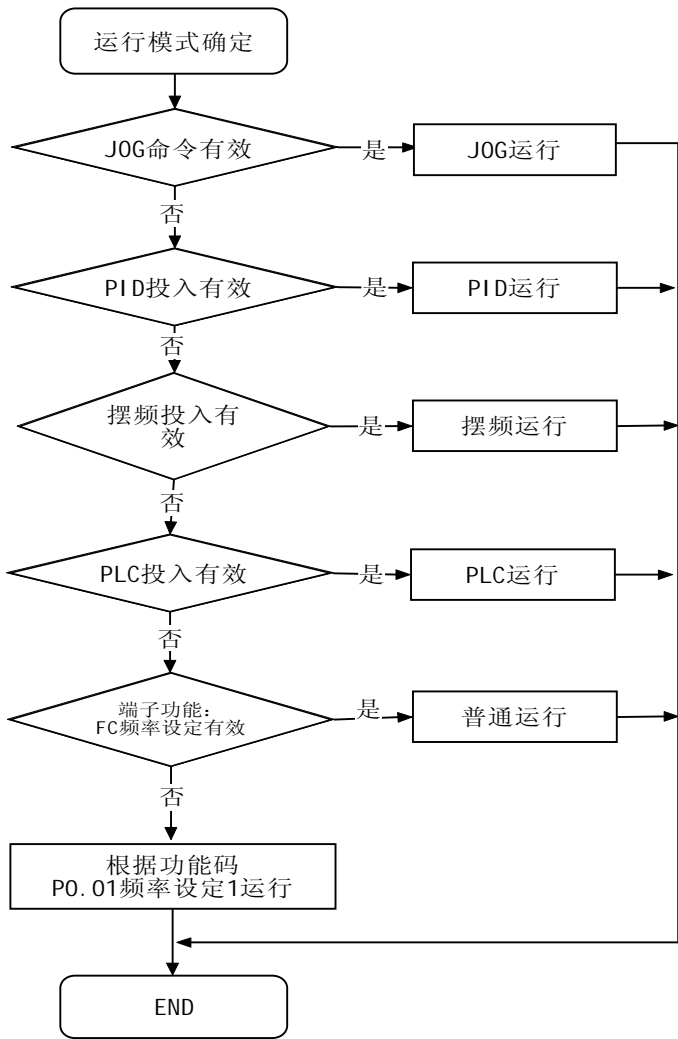 运行模式确定
JOG命令有效
是
JOG运行
否
PID投入有效
是
PID运行
否
摆频投入有
效
是
摆频运行
否
PLC投入有效
是
PLC运行
否
端子功能:
FC频率设定有效
是
普通运行
否
根据功能码
P0.01频率设定1运行
END